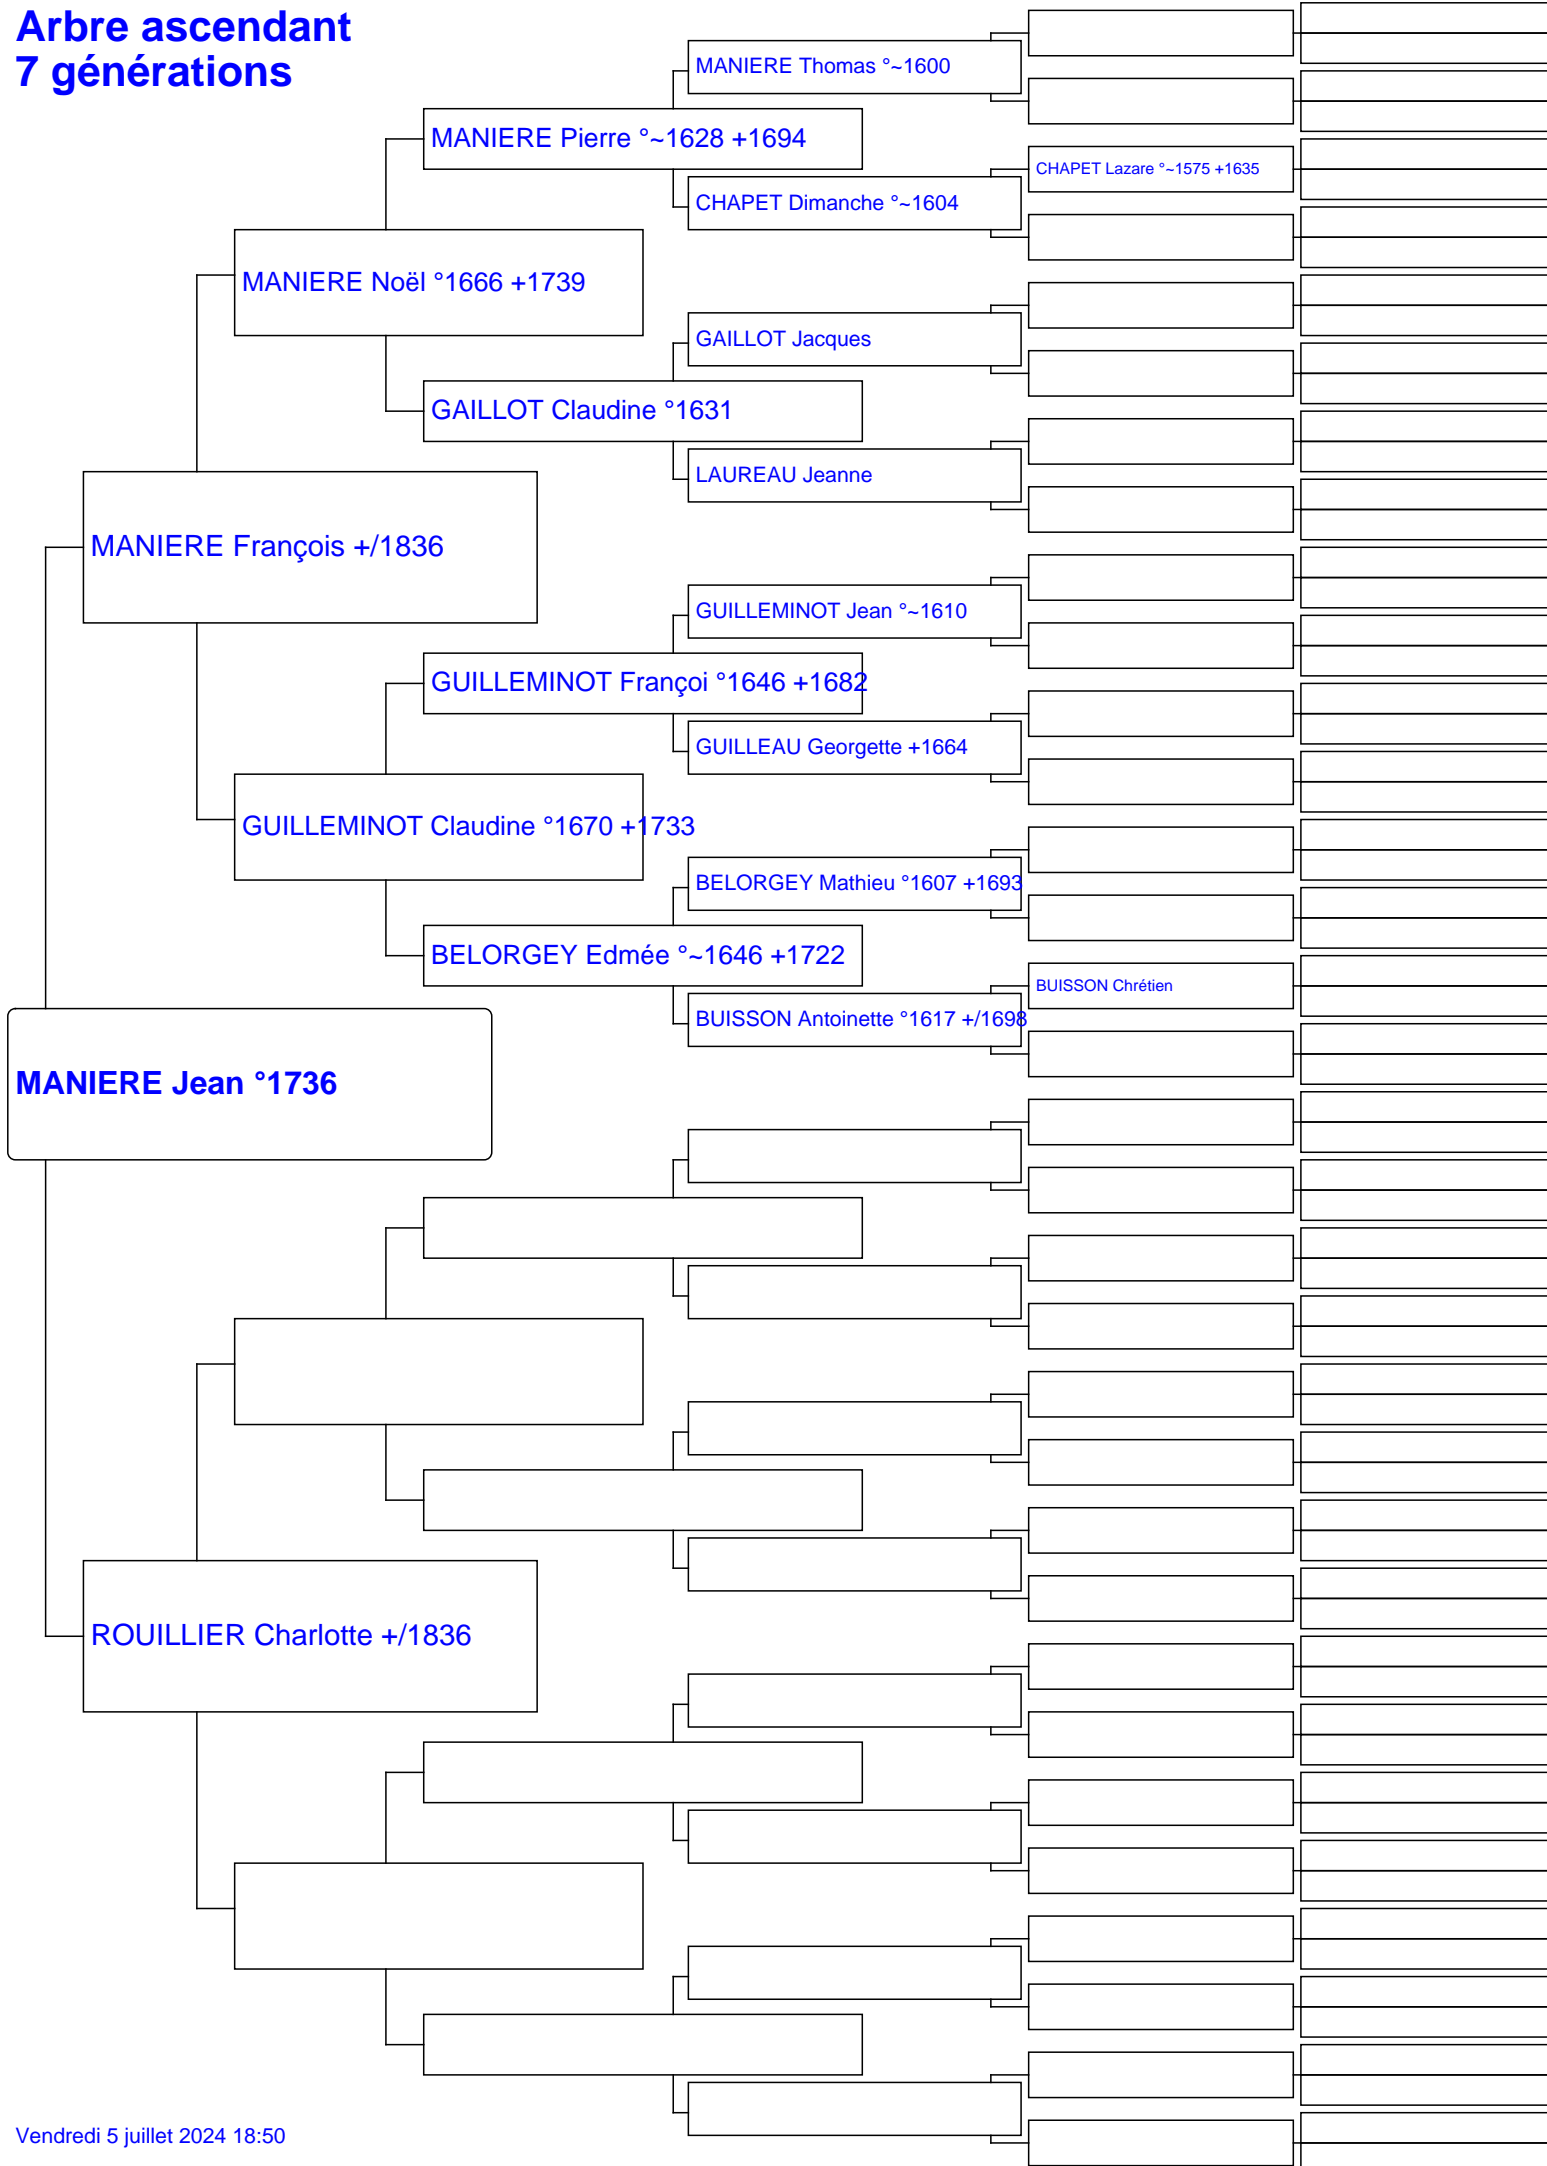 Arbre ascendant
7 générations
MANIERE Thomas °~1600
MANIERE Pierre °~1628 +1694
CHAPET Lazare °~1575 +1635
CHAPET Dimanche °~1604
MANIERE Noël °1666 +1739
GAILLOT Jacques
GAILLOT Claudine °1631
LAUREAU Jeanne
MANIERE François +/1836
GUILLEMINOT Jean °~1610
GUILLEMINOT Françoi °1646 +1682
GUILLEAU Georgette +1664
GUILLEMINOT Claudine °1670 +1733
BELORGEY Mathieu °1607 +1693
BELORGEY Edmée °~1646 +1722
BUISSON Chrétien
BUISSON Antoinette °1617 +/1698
MANIERE Jean °1736
ROUILLIER Charlotte +/1836
Vendredi 5 juillet 2024 18:50